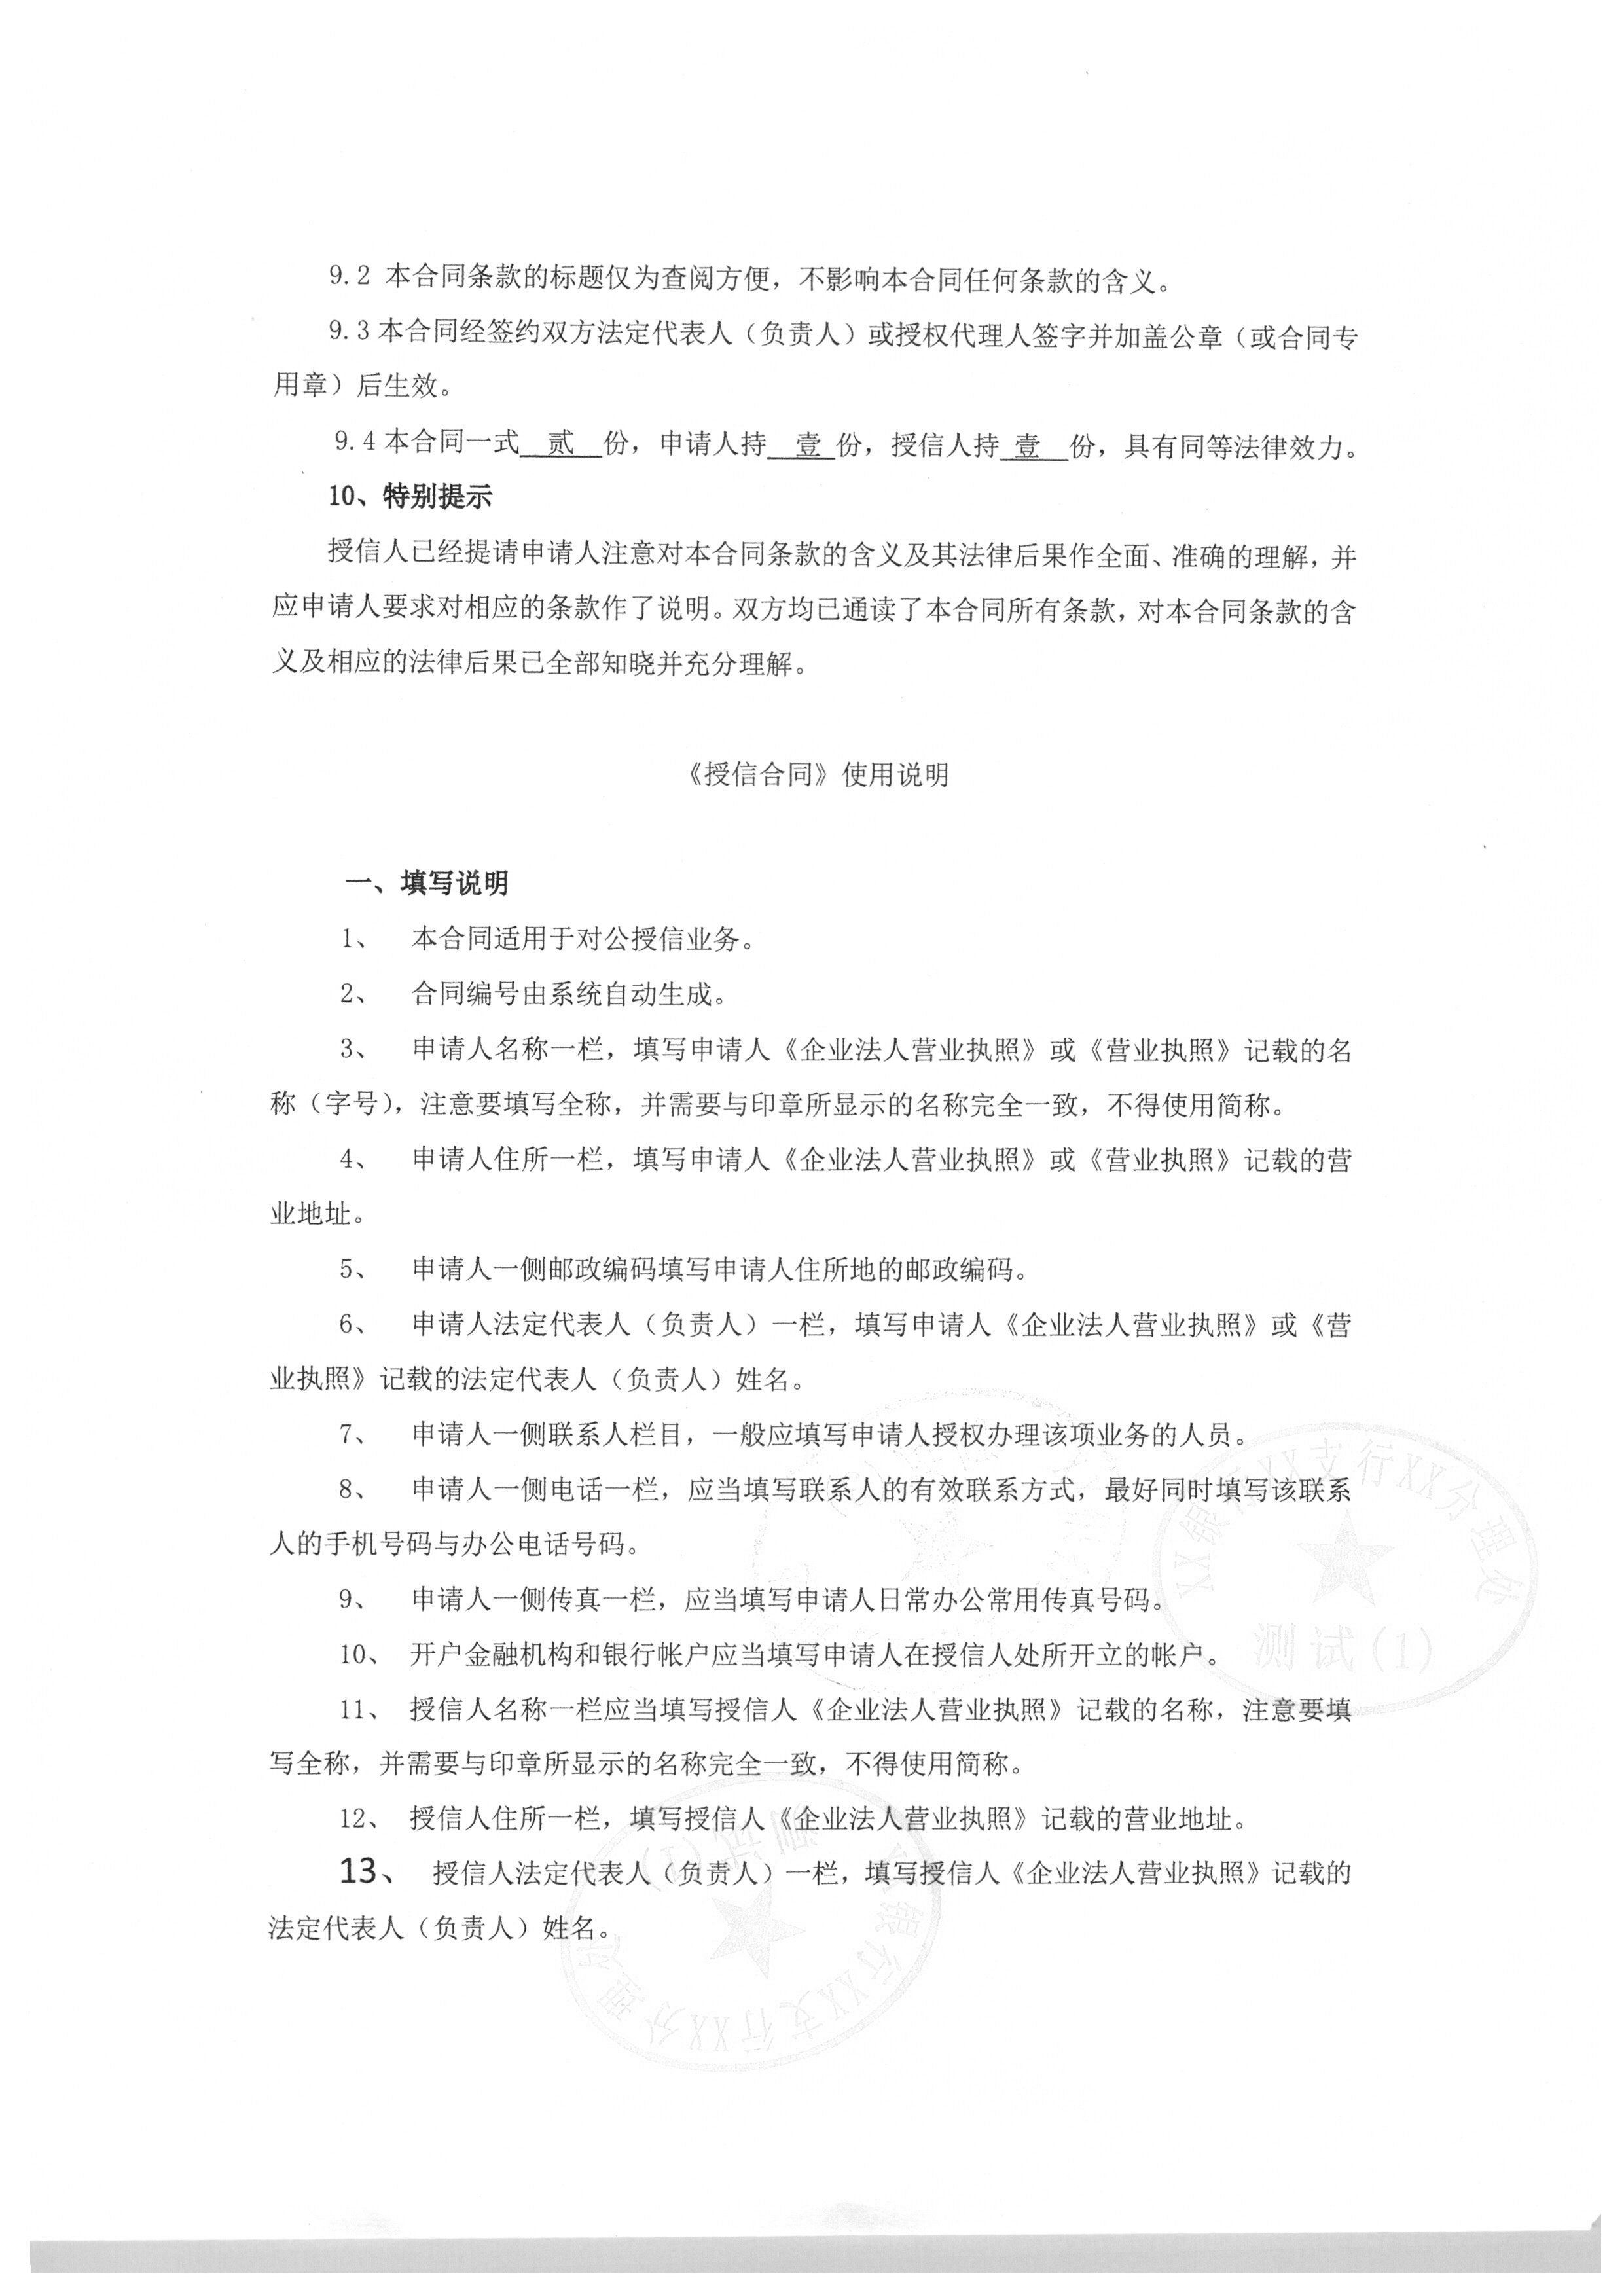 9.2 本合同条款的标题仅为查阅方便，不影响本合同任何条款的含义。
9.3本合同经签约双方法定代表人（负责人）或授权代理人签字并加盖公章（或合同专
用章）后生效。
9.4本合同一式 贰 份，申请人持 壹 份，授信人持 壹 份，具有同等法律效力。
10、特别提示
授信人已经提请申请人注意对本合同条款的含义及其法律后果作全面、准确的理解，并
应申请人要求对相应的条款作了说明。双方均已通读了本合同所有条款，对本合同条款的含
义及相应的法律后果已全部知晓并充分理解。
《授信合同》使用说明
一、填写说明
1、 本合同适用于对公授信业务。
2、 合同编号由系统自动生成。
3、 申请人名称一栏，填写申请人《企业法人营业执照》或《营业执照》记载的名
称（字号），注意要填写全称，并需要与印章所显示的名称完全一致，不得使用简称。
4、 申请人住所一栏，填写申请人《企业法人营业执照》或《营业执照》记载的营
业地址。
5、 申请人一侧邮政编码填写申请人住所地的邮政编码。
6、 申请人法定代表人（负责人）一栏，填写申请人《企业法人营业执照》或《营
业执照》记载的法定代表人（负责人）姓名。
7、 申请人一侧联系人栏目，一般应填写申请人授权办理该项业务的人员。
8、 申请人一侧电话一栏，应当填写联系人的有效联系方式，最好同时填写该联系
人的手机号码与办公电话号码。
9、 申请人一侧传真一栏，应当填写申请人日常办公常用传真号码。
10、 开户金融机构和银行帐户应当填写申请人在授信人处所开立的帐户。
11、 授信人名称一栏应当填写授信人《企业法人营业执照》记载的名称，注意要填
写全称，并需要与印章所显示的名称完全一致，不得使用简称。
12、 授信人住所一栏，填写授信人《企业法人营业执照》记载的营业地址。
13、 授信人法定代表人（负责人）一栏，填写授信人《企业法人营业执照》记载的
法定代表人（负责人）姓名。
XX银行XX支行XX分理处
测试(1)
XX银行XX支行XX分理处
测试(1)